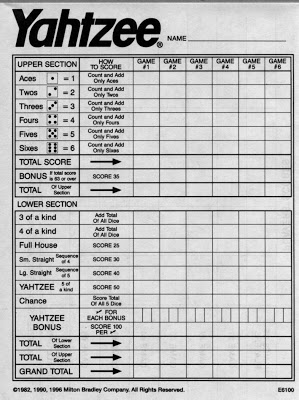 Yahtzee®
NAME
UPPER SECTION HOW TO SCORE GAME #1 GAME #2 GAME #3 GAME #4 GAME #5 GAME #6
Aces = 1 Count and Add Only Aces
Twos = 2 Count and Add Only Twos
Threes = 3 Count and Add Only Threes
Fours = 4 Count and Add Only Fours
Fives = 5 Count and Add Only Fives
Sixes = 6 Count and Add Only Sixes
TOTAL SCORE
BONUS If total score is 63 or over SCORE 35
TOTAL Of Upper Section
LOWER SECTION
3 of a kind Add Total Of All Dice
4 of a kind Add Total Of All Dice
Full House SCORE 25
Sm. Straight Sequence of 4 SCORE 30
Lg. Straight Sequence of 5 SCORE 40
YAHTZEE 5 of a kind SCORE 50
Chance Score Total Of All 5 Dice
YAHTZEE BONUS ✓ FOR EACH BONUS
SCORE 100 PER ✓
TOTAL Of Lower Section
TOTAL Of Upper Section
GRAND TOTAL
©1982, 1990, 1996 Milton Bradley Company. All Rights Reserved. E6100